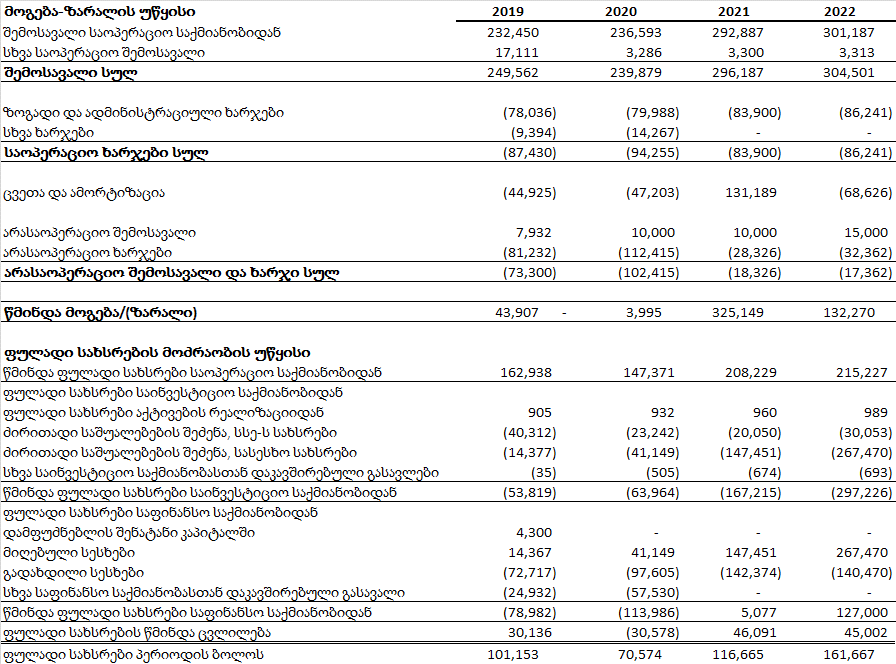 მოგება-ზარალის უწყისი 2019 2020 2021 2022
შემოსავალი საოპერაციო საქმიანობიდან 232,450 236,593 292,887 301,187
სხვა საოპერაციო შემოსავალი 17,111 3,286 3,300 3,313
შემოსავალი სულ 249,562 239,879 296,187 304,501
ზოგადი და ადმინისტრაციული ხარჯები (78,036) (79,988) (83,900) (86,241)
სხვა ხარჯები (9,394) (14,267) - -
საოპერაციო ხარჯები სულ (87,430) (94,255) (83,900) (86,241)
ცვეთა და ამორტიზაცია (44,925) (47,203) 131,189 (68,626)
არასაოპერაციო შემოსავალი 7,932 10,000 10,000 15,000
არასაოპერაციო ხარჯები (81,232) (112,415) (28,326) (32,362)
არასაოპერაციო შემოსავალი და ხარჯი სულ (73,300) (102,415) (18,326) (17,362)
წმინდა მოგება/(ზარალი) 43,907 - 3,995 325,149 132,270
ფულადი სახსრების მოძრაობის უწყისი
წმინდა ფულადი სახსრები საოპერაციო საქმიანობიდან 162,938 147,371 208,229 215,227
ფულადი სახსრები საინვესტიციო საქმიანობიდან
ფულადი სახსრები აქტივების რეალიზაციიდან 905 932 960 989
ძირითადი საშუალებების შეძენა, სსე-ს სახსრები (40,312) (23,242) (20,050) (30,053)
ძირითადი საშუალებების შეძენა, სასესხო სახსრები (14,377) (41,149) (147,451) (267,470)
სხვა საინვესტიციო საქმიანობასთან დაკავშირებული გასავლები (35) (505) (674) (693)
წმინდა ფულადი სახსრები საინვესტიციო საქმიანობიდან (53,819) (63,964) (167,215) (297,226)
ფულადი სახსრები საფინანსო საქმიანობიდან
დამფუძნებლის შენატანი კაპიტალში 4,300 - - -
მიღებული სესხები 14,367 41,149 147,451 267,470
გადახდილი სესხები (72,717) (97,605) (142,374) (140,470)
სხვა საფინანსო საქმიანობასთან დაკავშირებული გასავალი (24,932) (57,530) - -
წმინდა ფულადი სახსრები საფინანსო საქმიანობიდან (78,982) (113,986) 5,077 127,000
ფულადი სახსრების წმინდა ცვლილება 30,136 (30,578) 46,091 45,002
ფულადი სახსრები პერიოდის ბოლოს 101,153 70,574 116,665 161,667